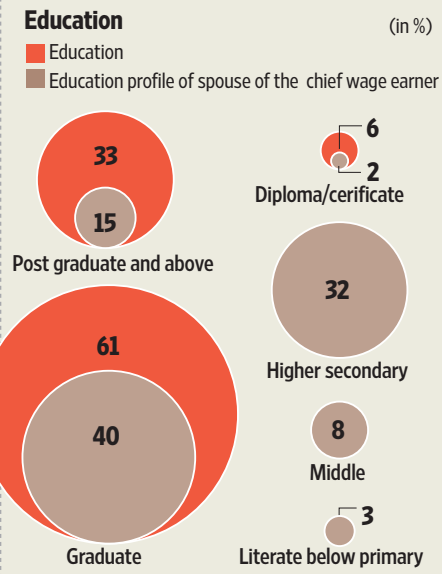 Education
(in %)
Education
Education profile of spouse of the chief wage earner
33
15
Post graduate and above
6
2
Diploma/cerificate
61
40
Graduate
32
Higher secondary
8
Middle
3
Literate below primary